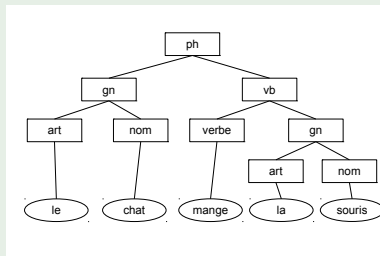 ph
gn vb
art nom verbe gn
art nom
le chat mange la souris